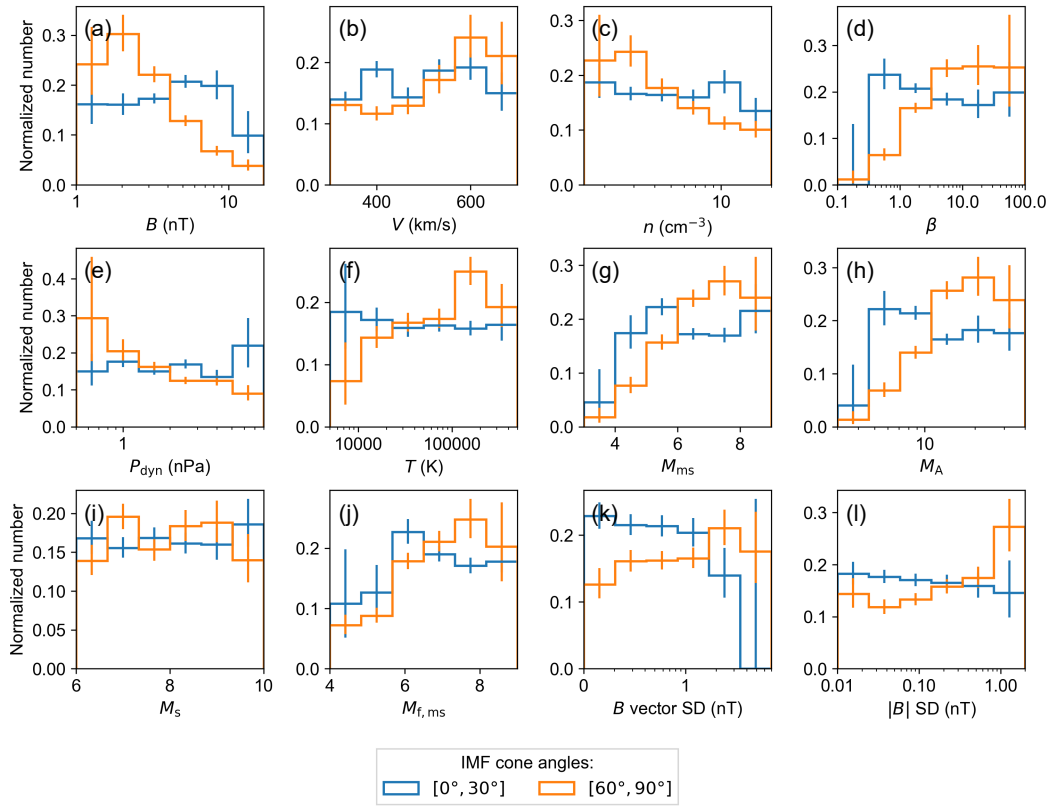 (a) (b) (c) (d)
Normalized number
0.0 0.1 0.2 0.3
0.0 0.1 0.2
0.0 0.1 0.2 0.3
0.0 0.1 0.2 0.3
1 10
400 600
10
0.1 1.0 10.0 100.0
B (nT) V (km/s) n (cm⁻³) β
(e) (f) (g) (h)
Normalized number
0.0 0.1 0.2 0.3 0.4
0.0 0.1 0.2
0.0 0.1 0.2 0.3
0.0 0.1 0.2 0.3
1
10000 100000
4 6 8
10
P_dyn (nPa) T (K) M_ms M_A
(i) (j) (k) (l)
Normalized number
0.00 0.05 0.10 0.15 0.20
0.0 0.1 0.2
0.0 0.1 0.2
0.0 0.1 0.2 0.3
6 8 10
4 6 8
0 1
0.01 0.10 1.00
M_s M_f, ms B vector SD (nT) |B| SD (nT)
IMF cone angles:
[0°, 30°] [60°, 90°]